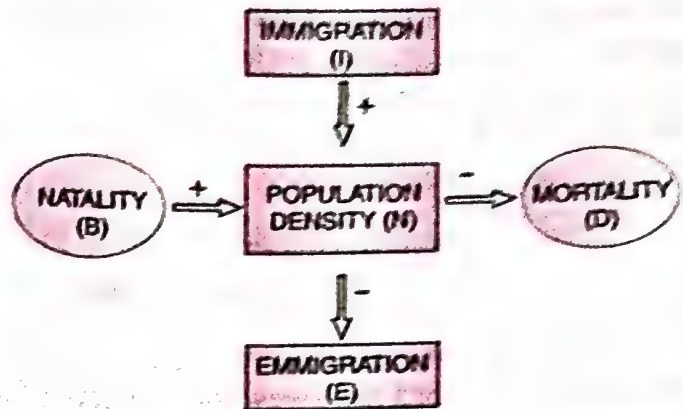 IMMIGRATION
(I)
+
NATALITY
(B)
+
POPULATION
DENSITY (N)
-
MORTALITY
(D)
-
EMMIGRATION
(E)